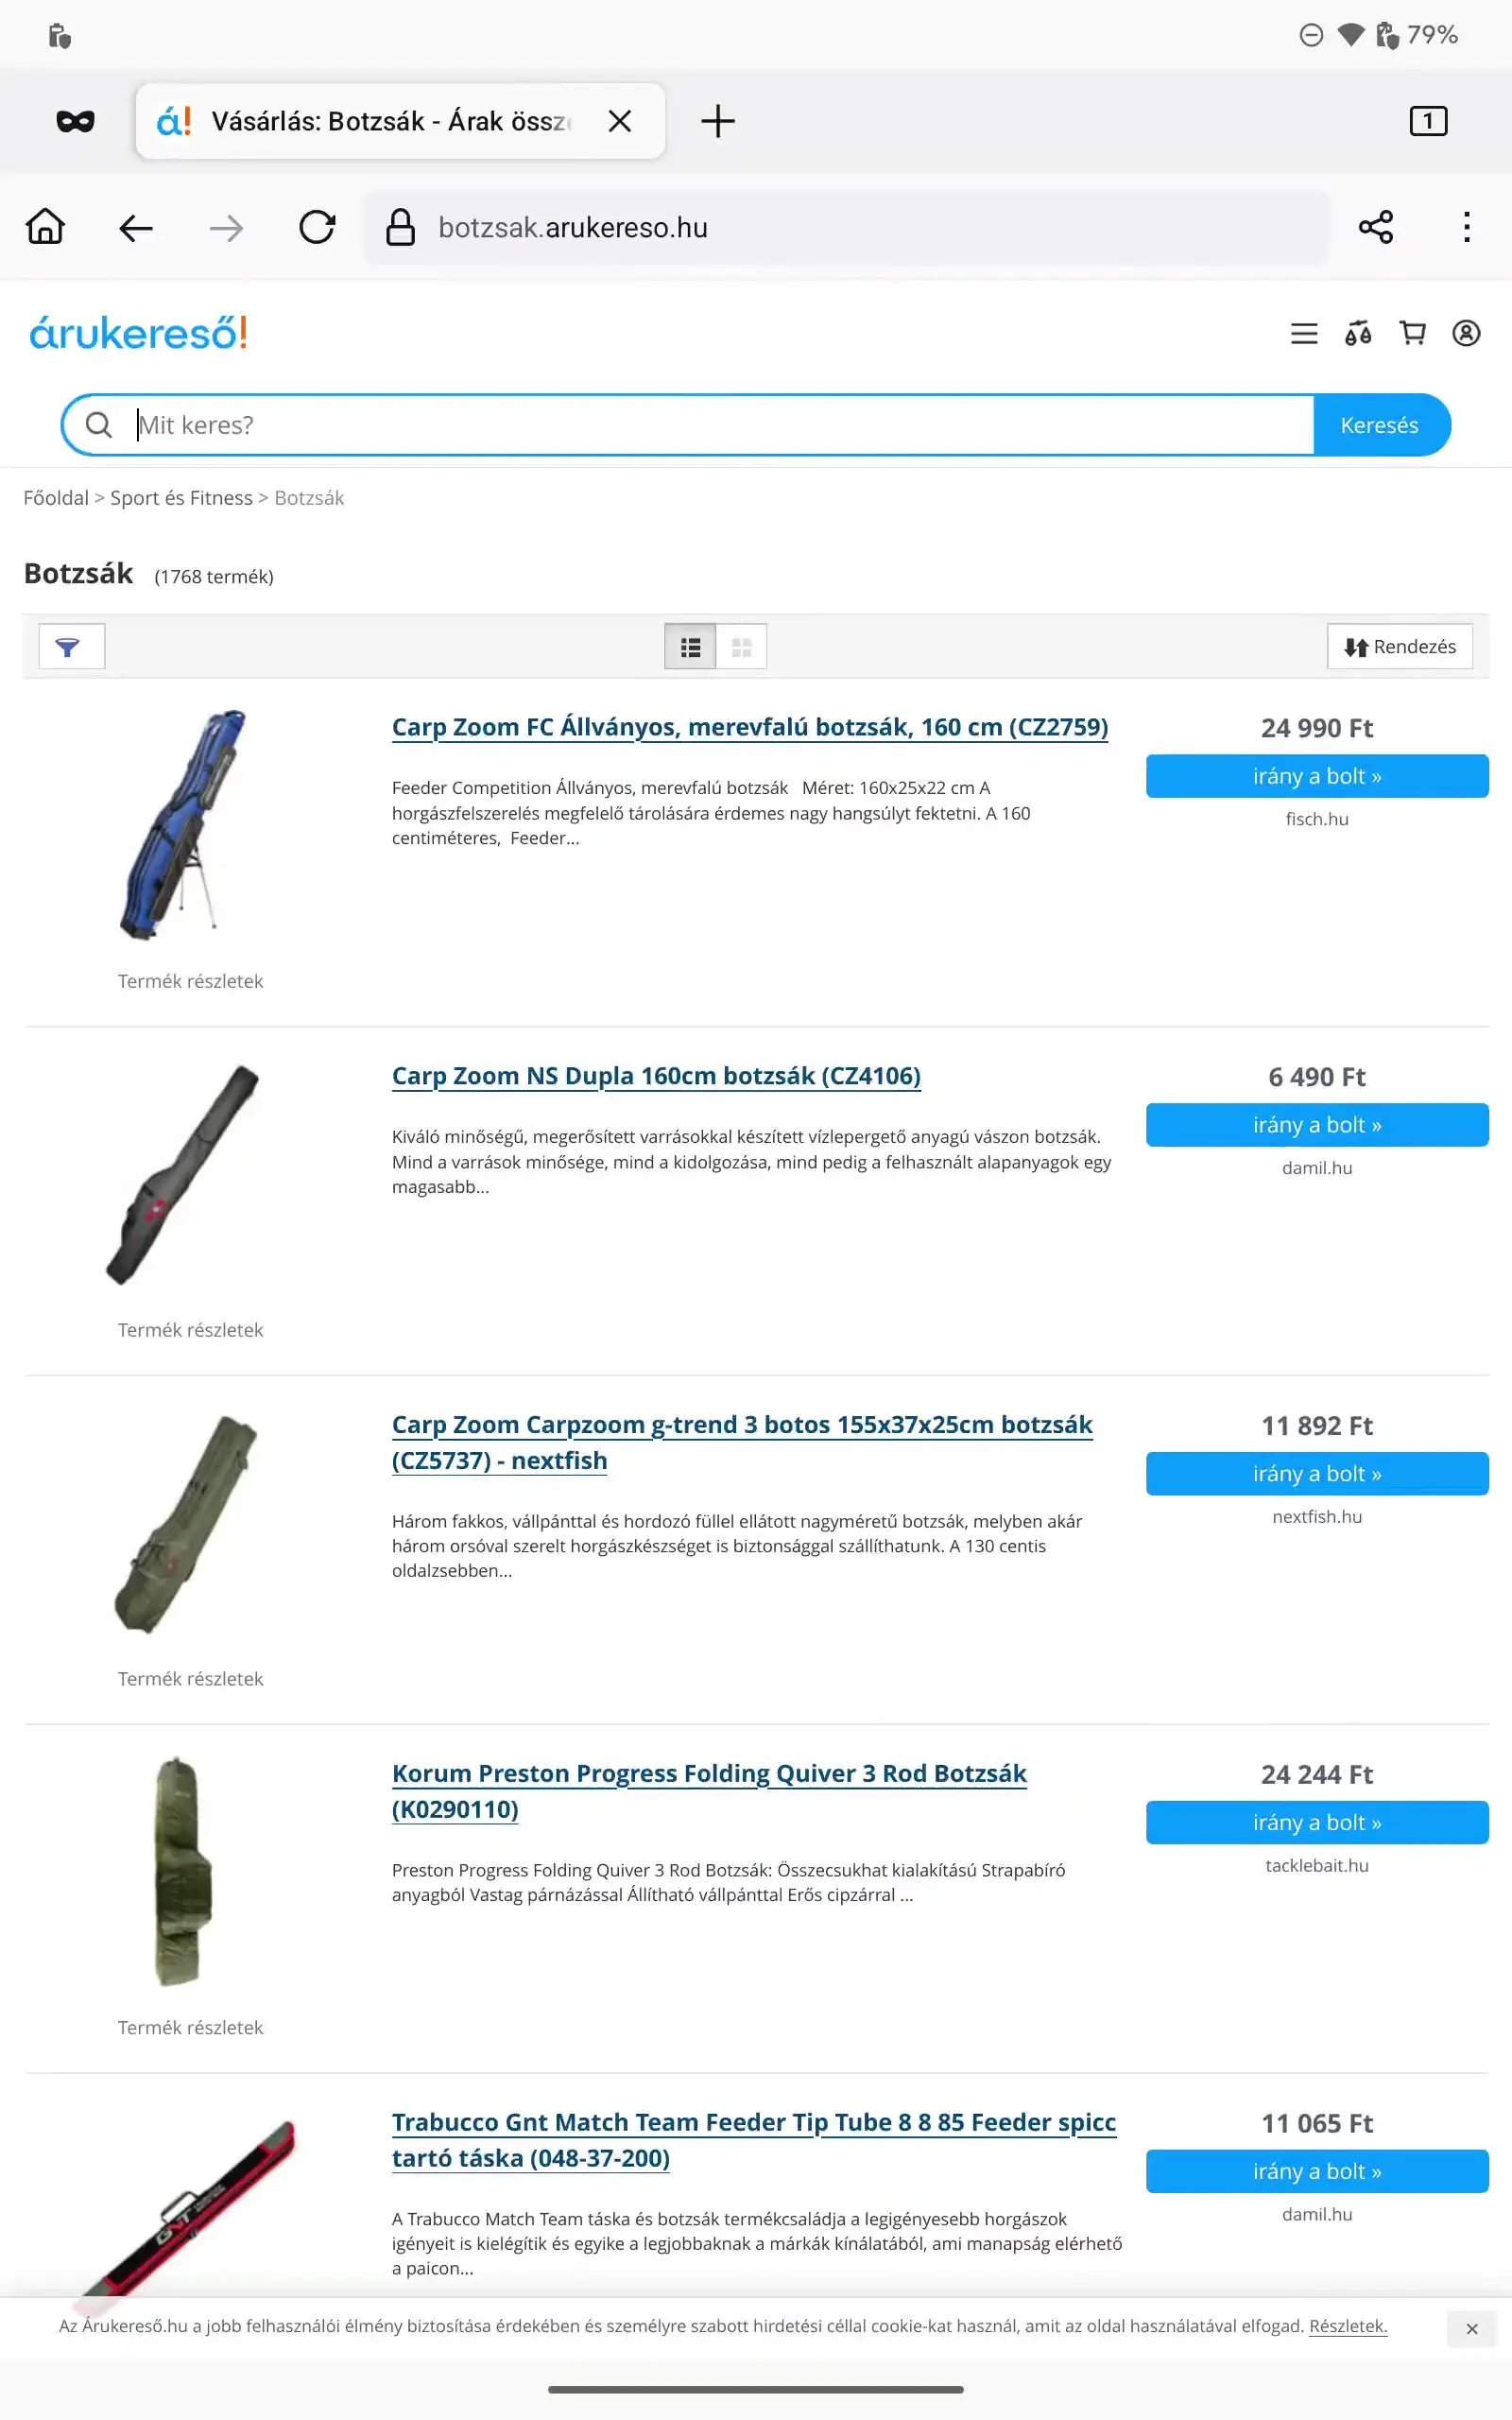 79%
Vásárlás: Botzsák - Árak össz
1
botzsak.arukereso.hu
árukereső!
Mit keres?
Keresés
Főoldal > Sport és Fitness > Botzsák
Botzsák (1768 termék)
Rendezés
Carp Zoom FC Állványos, merevfalú botzsák, 160 cm (CZ2759)
24 990 Ft
irány a bolt »
fisch.hu
Feeder Competition Állványos, merevfalú botzsák Méret: 160x25x22 cm A
horgászfelszerelés megfelelő tárolására érdemes nagy hangsúlyt fektetni. A 160
centiméteres, Feeder...
Termék részletek
Carp Zoom NS Dupla 160cm botzsák (CZ4106)
6 490 Ft
irány a bolt »
damil.hu
Kiváló minőségű, megerősített varrásokkal készített vízlepergető anyagú vászon botzsák.
Mind a varrások minősége, mind a kidolgozása, mind pedig a felhasznált alapanyagok egy
magasabb...
Termék részletek
Carp Zoom Carpzoom g-trend 3 botos 155x37x25cm botzsák
(CZ5737) - nextfish
11 892 Ft
irány a bolt »
nextfish.hu
Három fakkos, vállpánttal és hordozó füllel ellátott nagyméretű botzsák, melyben akár
három orsóval szerelt horgászkészséget is biztonsággal szállíthatunk. A 130 centis
oldalzsebben...
Termék részletek
Korum Preston Progress Folding Quiver 3 Rod Botzsák
(K0290110)
24 244 Ft
irány a bolt »
tacklebait.hu
Preston Progress Folding Quiver 3 Rod Botzsák: Összecsukhat kialakítású Strapabíró
anyagból Vastag párnázással Állítható vállpánttal Erős cipzárral ...
Termék részletek
Trabucco Gnt Match Team Feeder Tip Tube 8 8 85 Feeder spicc
tartó táska (048-37-200)
11 065 Ft
irány a bolt »
damil.hu
A Trabucco Match Team táska és botzsák termékcsaládja a legigényesebb horgászok
igényeit is kielégítik és egyike a legjobbaknak a márkák kínálatából, ami manapság elérhető
a paicon...
GNT
Az Árukereső.hu a jobb felhasználói élmény biztosítása érdekében és személyre szabott hirdetési céllal cookie-kat használ, amit az oldal használatával elfogad. Részletek.